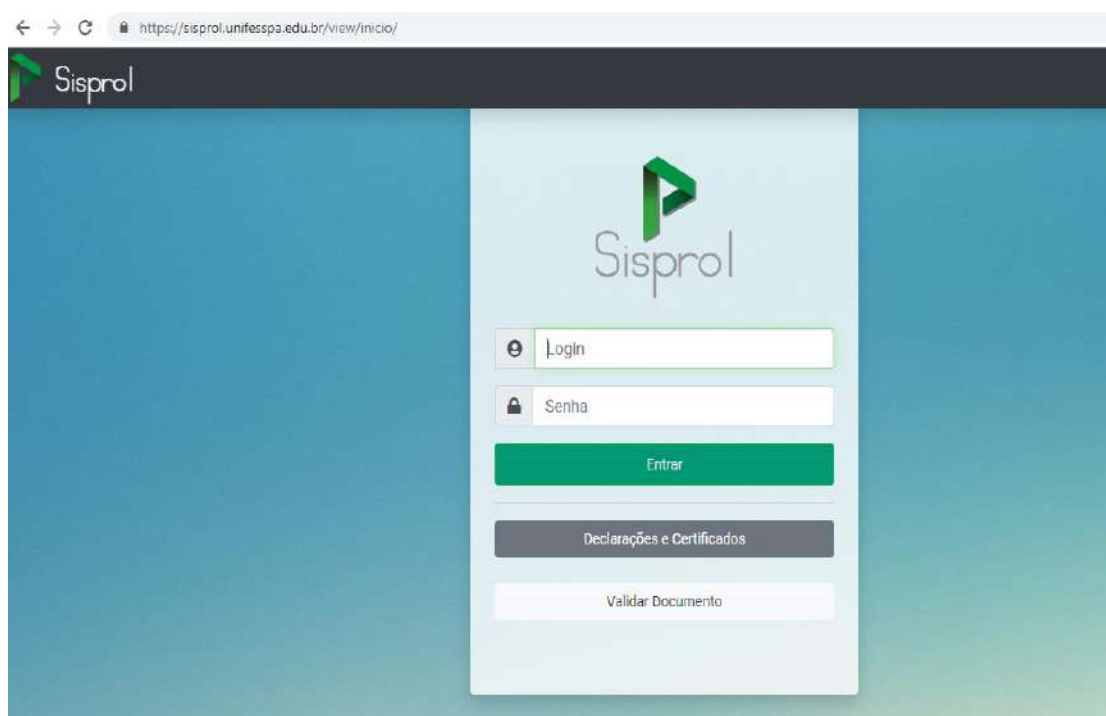 https://sisprol.unifesspa.edu.br/view/inicio/
Sisprol
Sisprol
Login
Senha
Entrar
Declarações e Certificados
Validar Documento